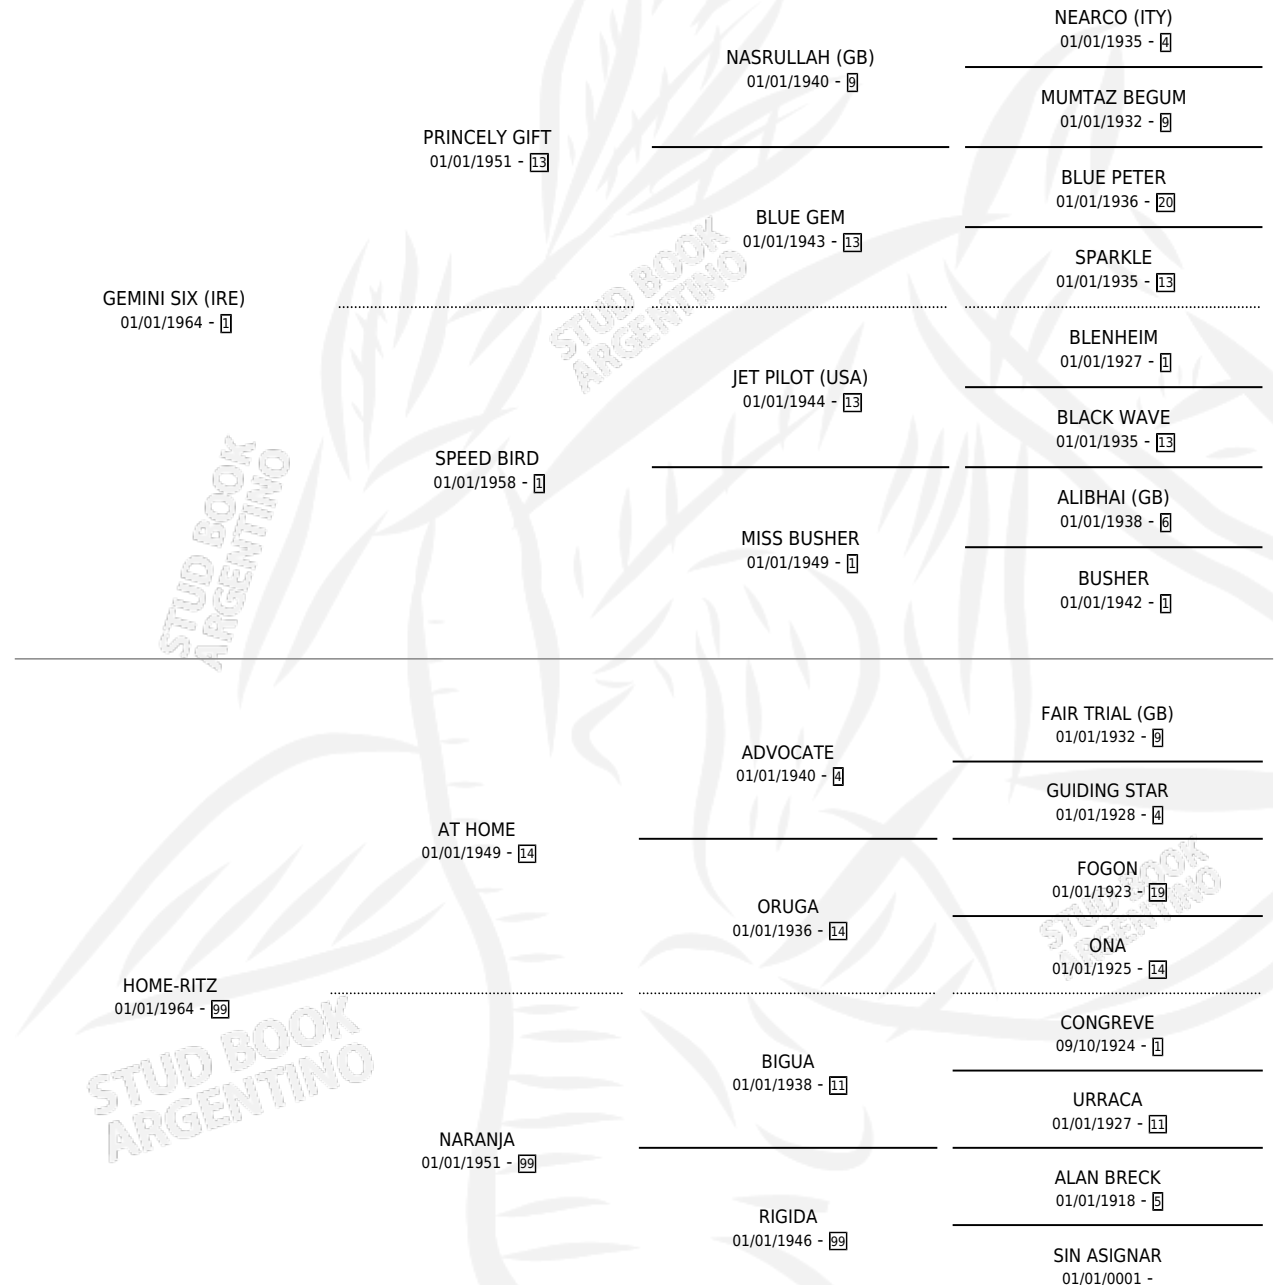 NEARCO (ITY)
01/01/1935 - 4
NASRULLAH (GB)
01/01/1940 - 9
MUMTAZ BEGUM
01/01/1932 - 9
PRINCELY GIFT
01/01/1951 - 13
BLUE PETER
01/01/1936 - 20
BLUE GEM
01/01/1943 - 13
SPARKLE
01/01/1935 - 13
GEMINI SIX (IRE)
01/01/1964 - 1
STUD BOOK
ARGENTINO
BLENHEIM
01/01/1927 - 1
JET PILOT (USA)
01/01/1944 - 13
BLACK WAVE
01/01/1935 - 13
SPEED BIRD
01/01/1958 - 1
ALIBHAI (GB)
01/01/1938 - 6
MISS BUSHER
01/01/1949 - 1
BUSHER
01/01/1942 - 1
STUD BOOK
ARGENTINO
FAIR TRIAL (GB)
01/01/1932 - 9
ADVOCATE
01/01/1940 - 4
GUIDING STAR
01/01/1928 - 4
AT HOME
01/01/1949 - 14
FOGON
01/01/1923 - 19
ORUGA
01/01/1936 - 14
STUD BOOK
ARGENTINO
ONA
01/01/1925 - 14
HOME-RITZ
01/01/1964 - 99
CONGREVE
09/10/1924 - 1
BIGUA
01/01/1938 - 11
STUD BOOK
ARGENTINO
URRACA
01/01/1927 - 11
NARANJA
01/01/1951 - 99
ALAN BRECK
01/01/1918 - 5
RIGIDA
01/01/1946 - 99
SIN ASIGNAR
01/01/0001 -